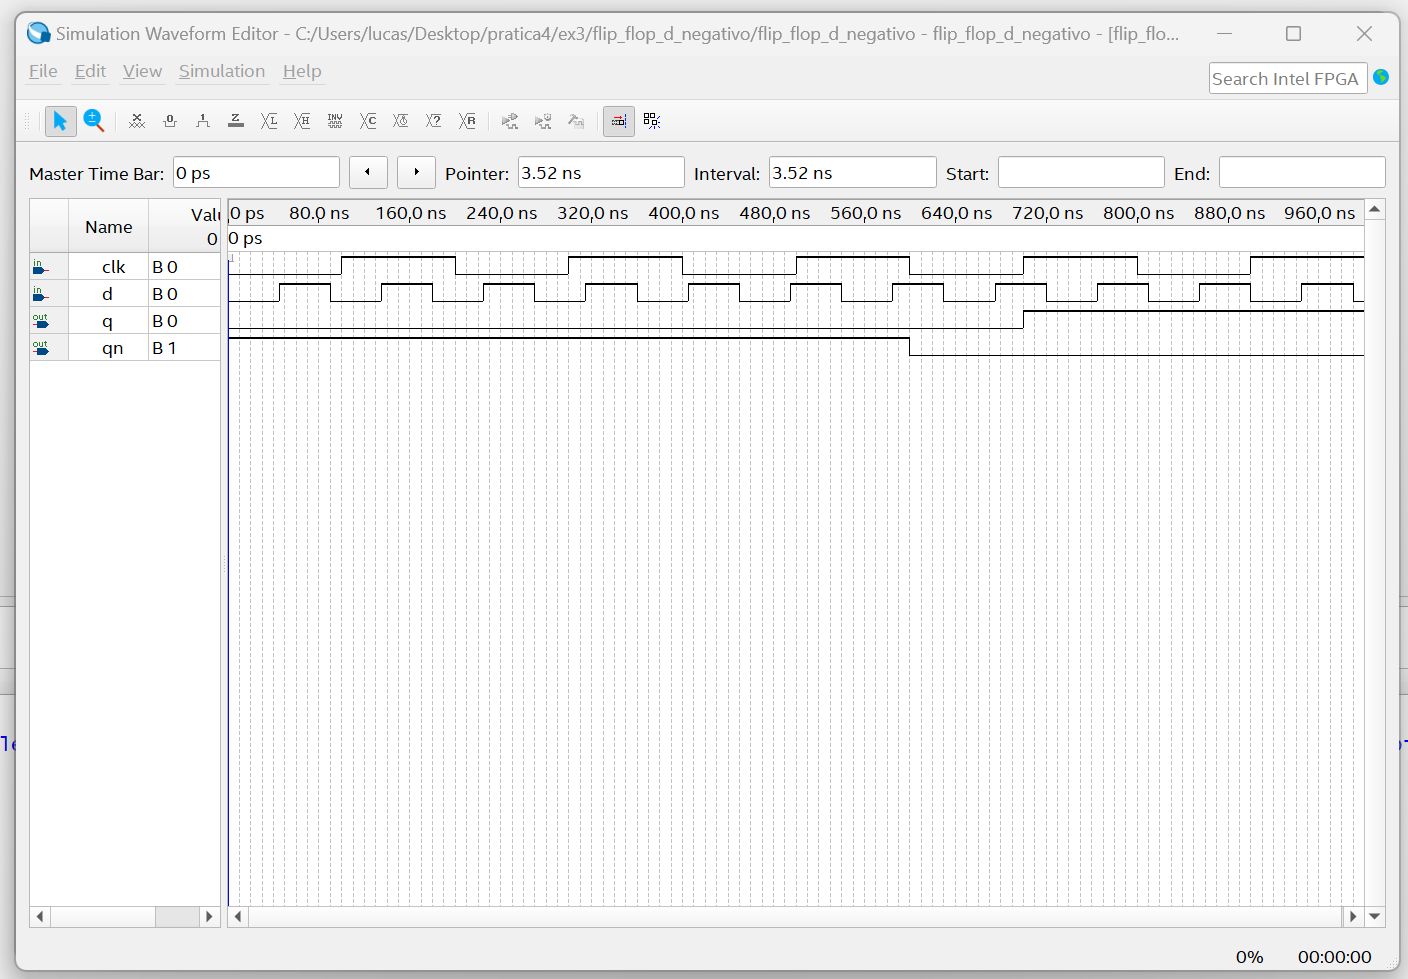 Simulation Waveform Editor - C:/Users/lucas/Desktop/pratica4/ex3/flip_flop_d_negativo/flip_flop_d_negativo - flip_flop_d_negativo - [flip_flo...
File Edit View Simulation Help
Search Intel FPGA
Master Time Bar: 0 ps Pointer: 3.52 ns Interval: 3.52 ns Start: End:
Name Valu 0
0 ps 80.0 ns 160,0 ns 240,0 ns 320,0 ns 400,0 ns 480,0 ns 560,0 ns 640,0 ns 720,0 ns 800,0 ns 880,0 ns 960,0 ns
0 ps
in clk B 0
in d B 0
out q B 0
out qn B 1
0% 00:00:00